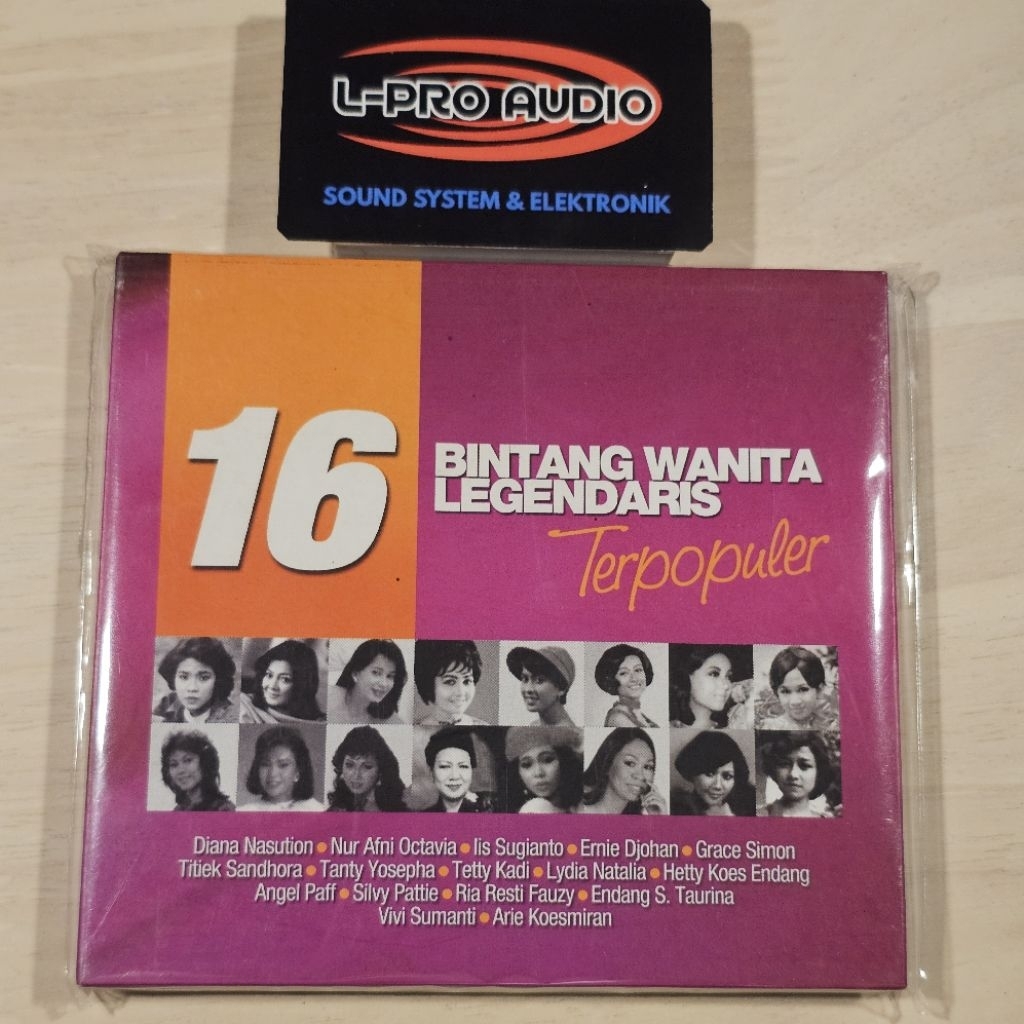 L-PRO AUDIO
SOUND SYSTEM & ELEKTRONIK
16
BINTANG WANITA
LEGENDARIS
Terpopuler
Diana Nasution • Nur Afni Octavia • Iis Sugianto • Ernie Djohan • Grace Simon
Titiek Sandhora • Tanty Yosepha • Tetty Kadi • Lydia Natalia • Hetty Koes Endang
Angel Paff • Silvy Pattie • Ria Resti Fauzy • Endang S. Taurina
Vivi Sumanti • Arie Koesmiran